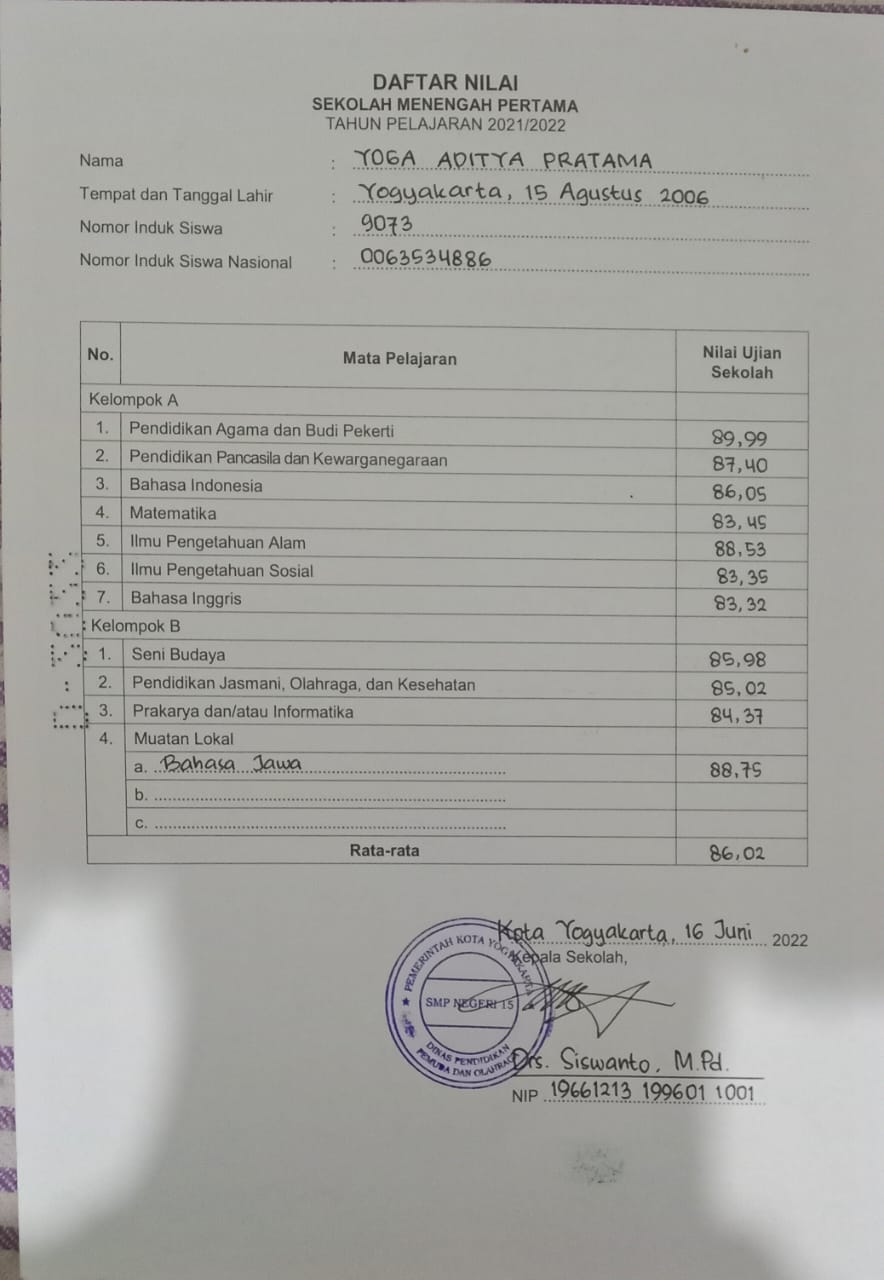 DAFTAR NILAI
SEKOLAH MENENGAH PERTAMA
TAHUN PELAJARAN 2021/2022
Nama : YOGA ADITYA PRATAMA
Tempat dan Tanggal Lahir : Yogyakarta, 15 Agustus 2006
Nomor Induk Siswa : 9073
Nomor Induk Siswa Nasional : 0063534886
No. Mata Pelajaran Nilai Ujian Sekolah
Kelompok A
1. Pendidikan Agama dan Budi Pekerti 89,99
2. Pendidikan Pancasila dan Kewarganegaraan 87,40
3. Bahasa Indonesia 86,05
4. Matematika 83,45
5. Ilmu Pengetahuan Alam 88,53
6. Ilmu Pengetahuan Sosial 83,35
7. Bahasa Inggris 83,32
Kelompok B
1. Seni Budaya 85,98
2. Pendidikan Jasmani, Olahraga, dan Kesehatan 85,02
3. Prakarya dan/atau Informatika 84,37
4. Muatan Lokal
a. Bahasa Jawa 88,75
b.
c.
Rata-rata 86,02
Kota Yogyakarta, 16 Juni 2022
Kepala Sekolah,
PEMERINTAH KOTA YOGYAKARTA
SMP NEGERI 15
DINAS PENDIDIKAN
PEMUDA DAN OLAHRAGA
Drs. Siswanto, M.Pd.
NIP 19661213 199601 1001